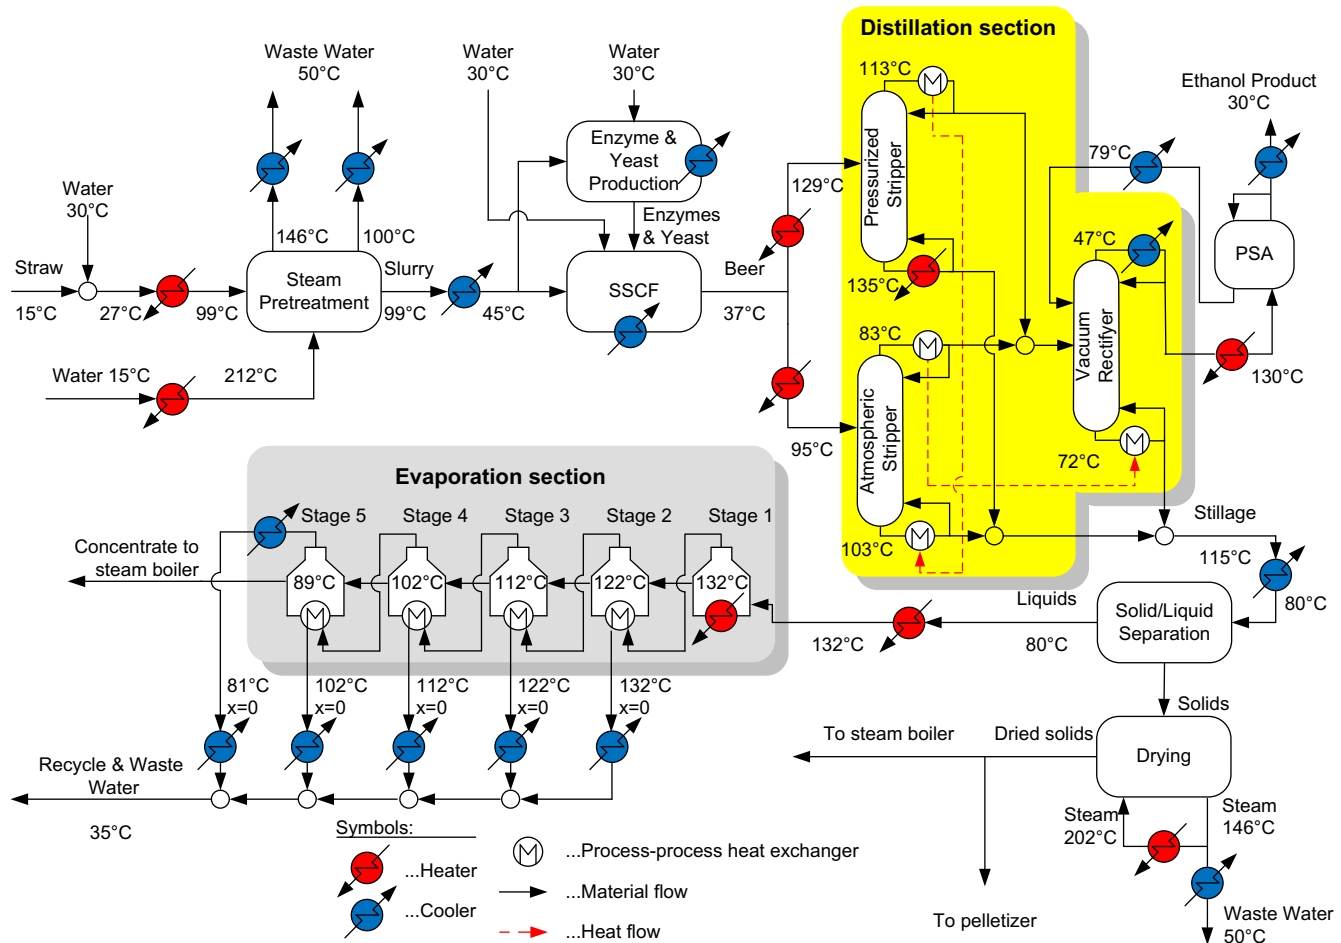 Distillation section
Waste Water
50°C
Water
30°C
Water
30°C
113°C
Ethanol Product
30°C
Enzyme &
Yeast
Production
Pressurized
Stripper
79°C
129°C
Water
30°C
Enzymes
& Yeast
146°C
100°C
47°C
PSA
Straw
15°C
27°C
99°C
Steam
Pretreatment
Slurry
99°C
45°C
SSCF
Beer
37°C
135°C
83°C
Vacuum
Rectifyer
130°C
Water 15°C
212°C
Atmospheric
Stripper
95°C
72°C
103°C
Evaporation section
Stage 5
Stage 4
Stage 3
Stage 2
Stage 1
Stillage
115°C
80°C
Concentrate to
steam boiler
89°C
102°C
112°C
122°C
132°C
Liquids
132°C
80°C
Solid/Liquid
Separation
81°C
x=0
102°C
x=0
112°C
x=0
122°C
x=0
132°C
x=0
Solids
To steam boiler
Dried solids
Drying
Recycle & Waste
Water
35°C
Steam
202°C
Steam
146°C
Symbols:
...Heater
...Cooler
...Process-process heat exchanger
...Material flow
...Heat flow
To pelletizer
Waste Water
50°C